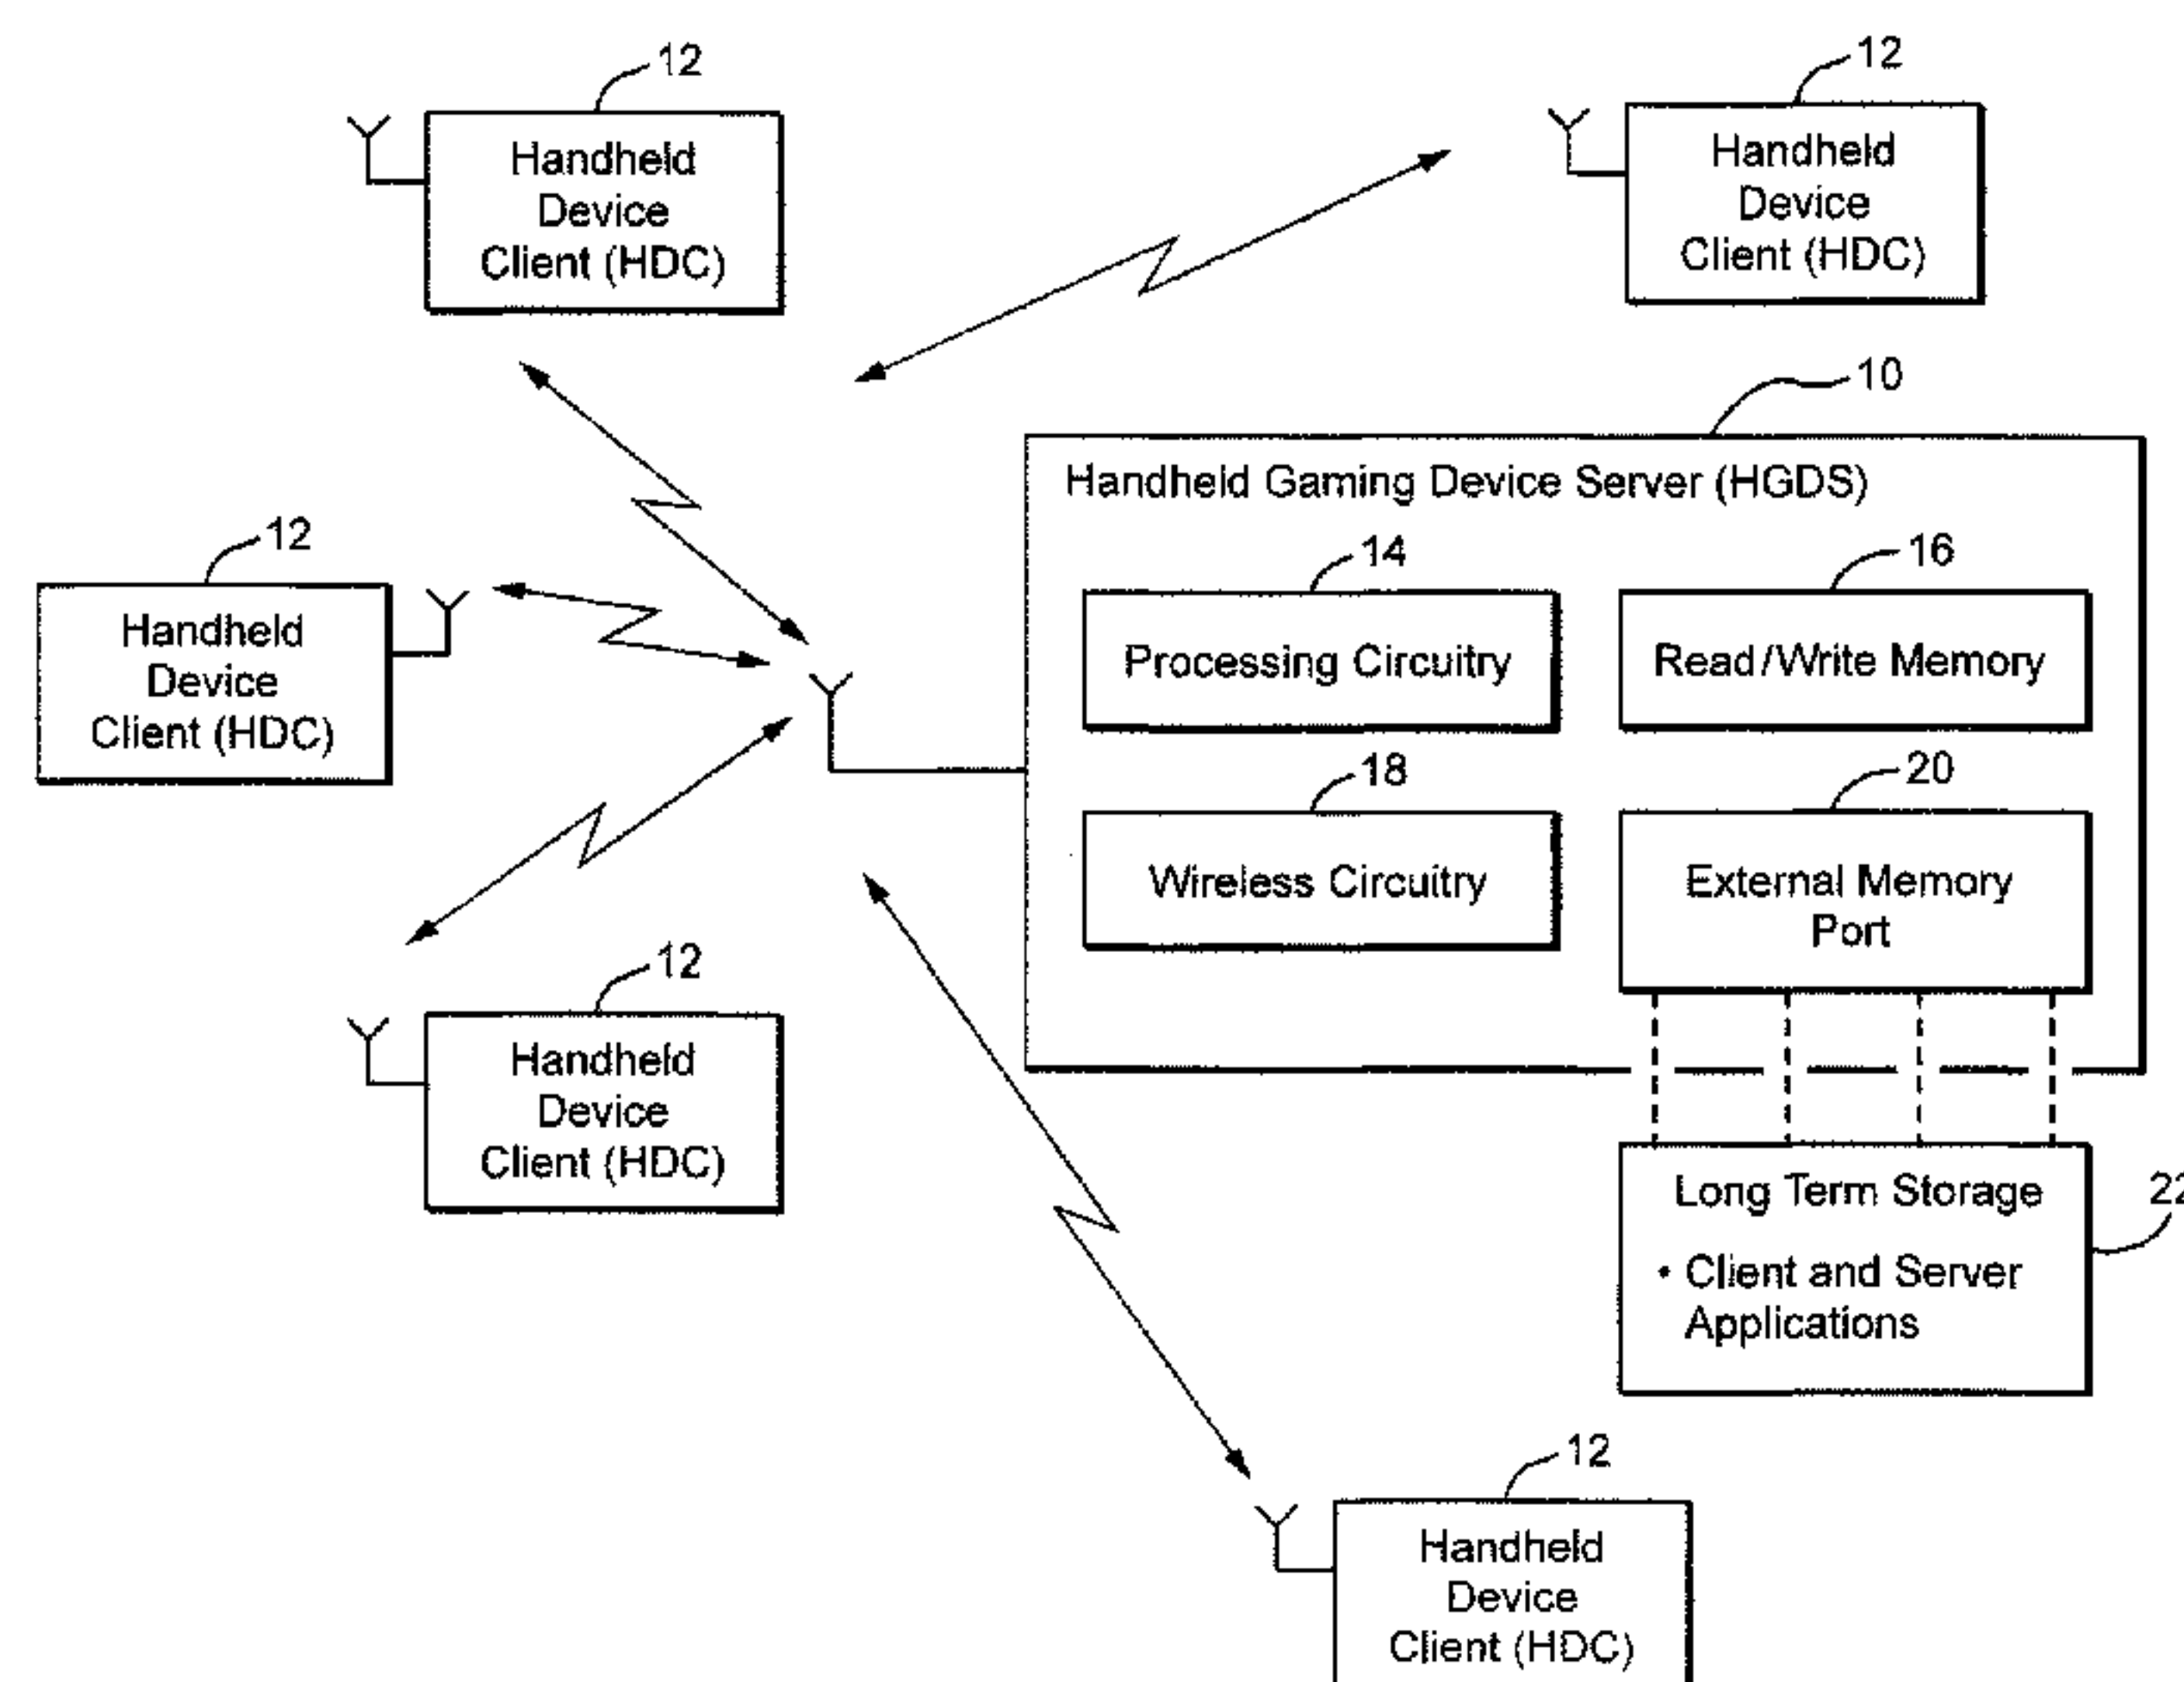 12
Handheld
Device
Client (HDC)
12
Handheld
Device
Client (HDC)
12
Handheld
Device
Client (HDC)
10
Handheld Gaming Device Server (HGDS)
14
Processing Circuitry
16
Read/Write Memory
18
Wireless Circuitry
20
External Memory
Port
12
Handheld
Device
Client (HDC)
22
Long Term Storage
• Client and Server
Applications
12
Handheld
Device
Client (HDC)